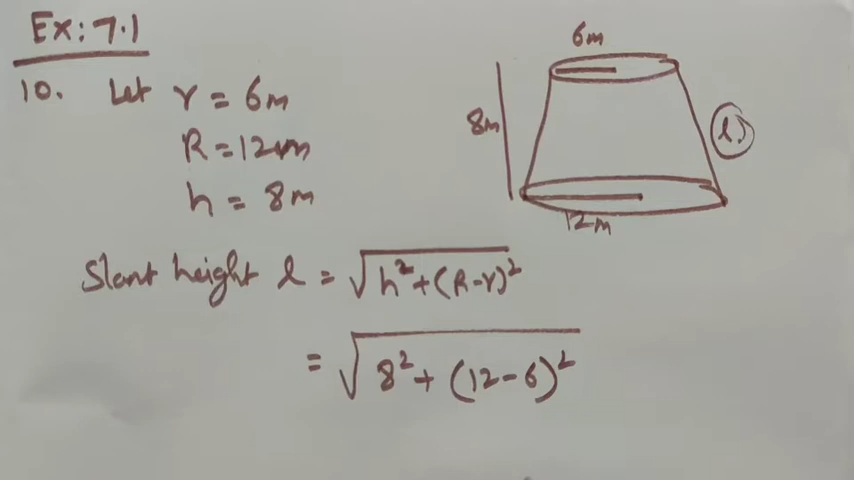 Ex: 7.1
10. Let r = 6m
R = 12m
h = 8m
6m
8m
l
12m
Slant height l = √h²+(R-r)²
= √8²+(12-6)²